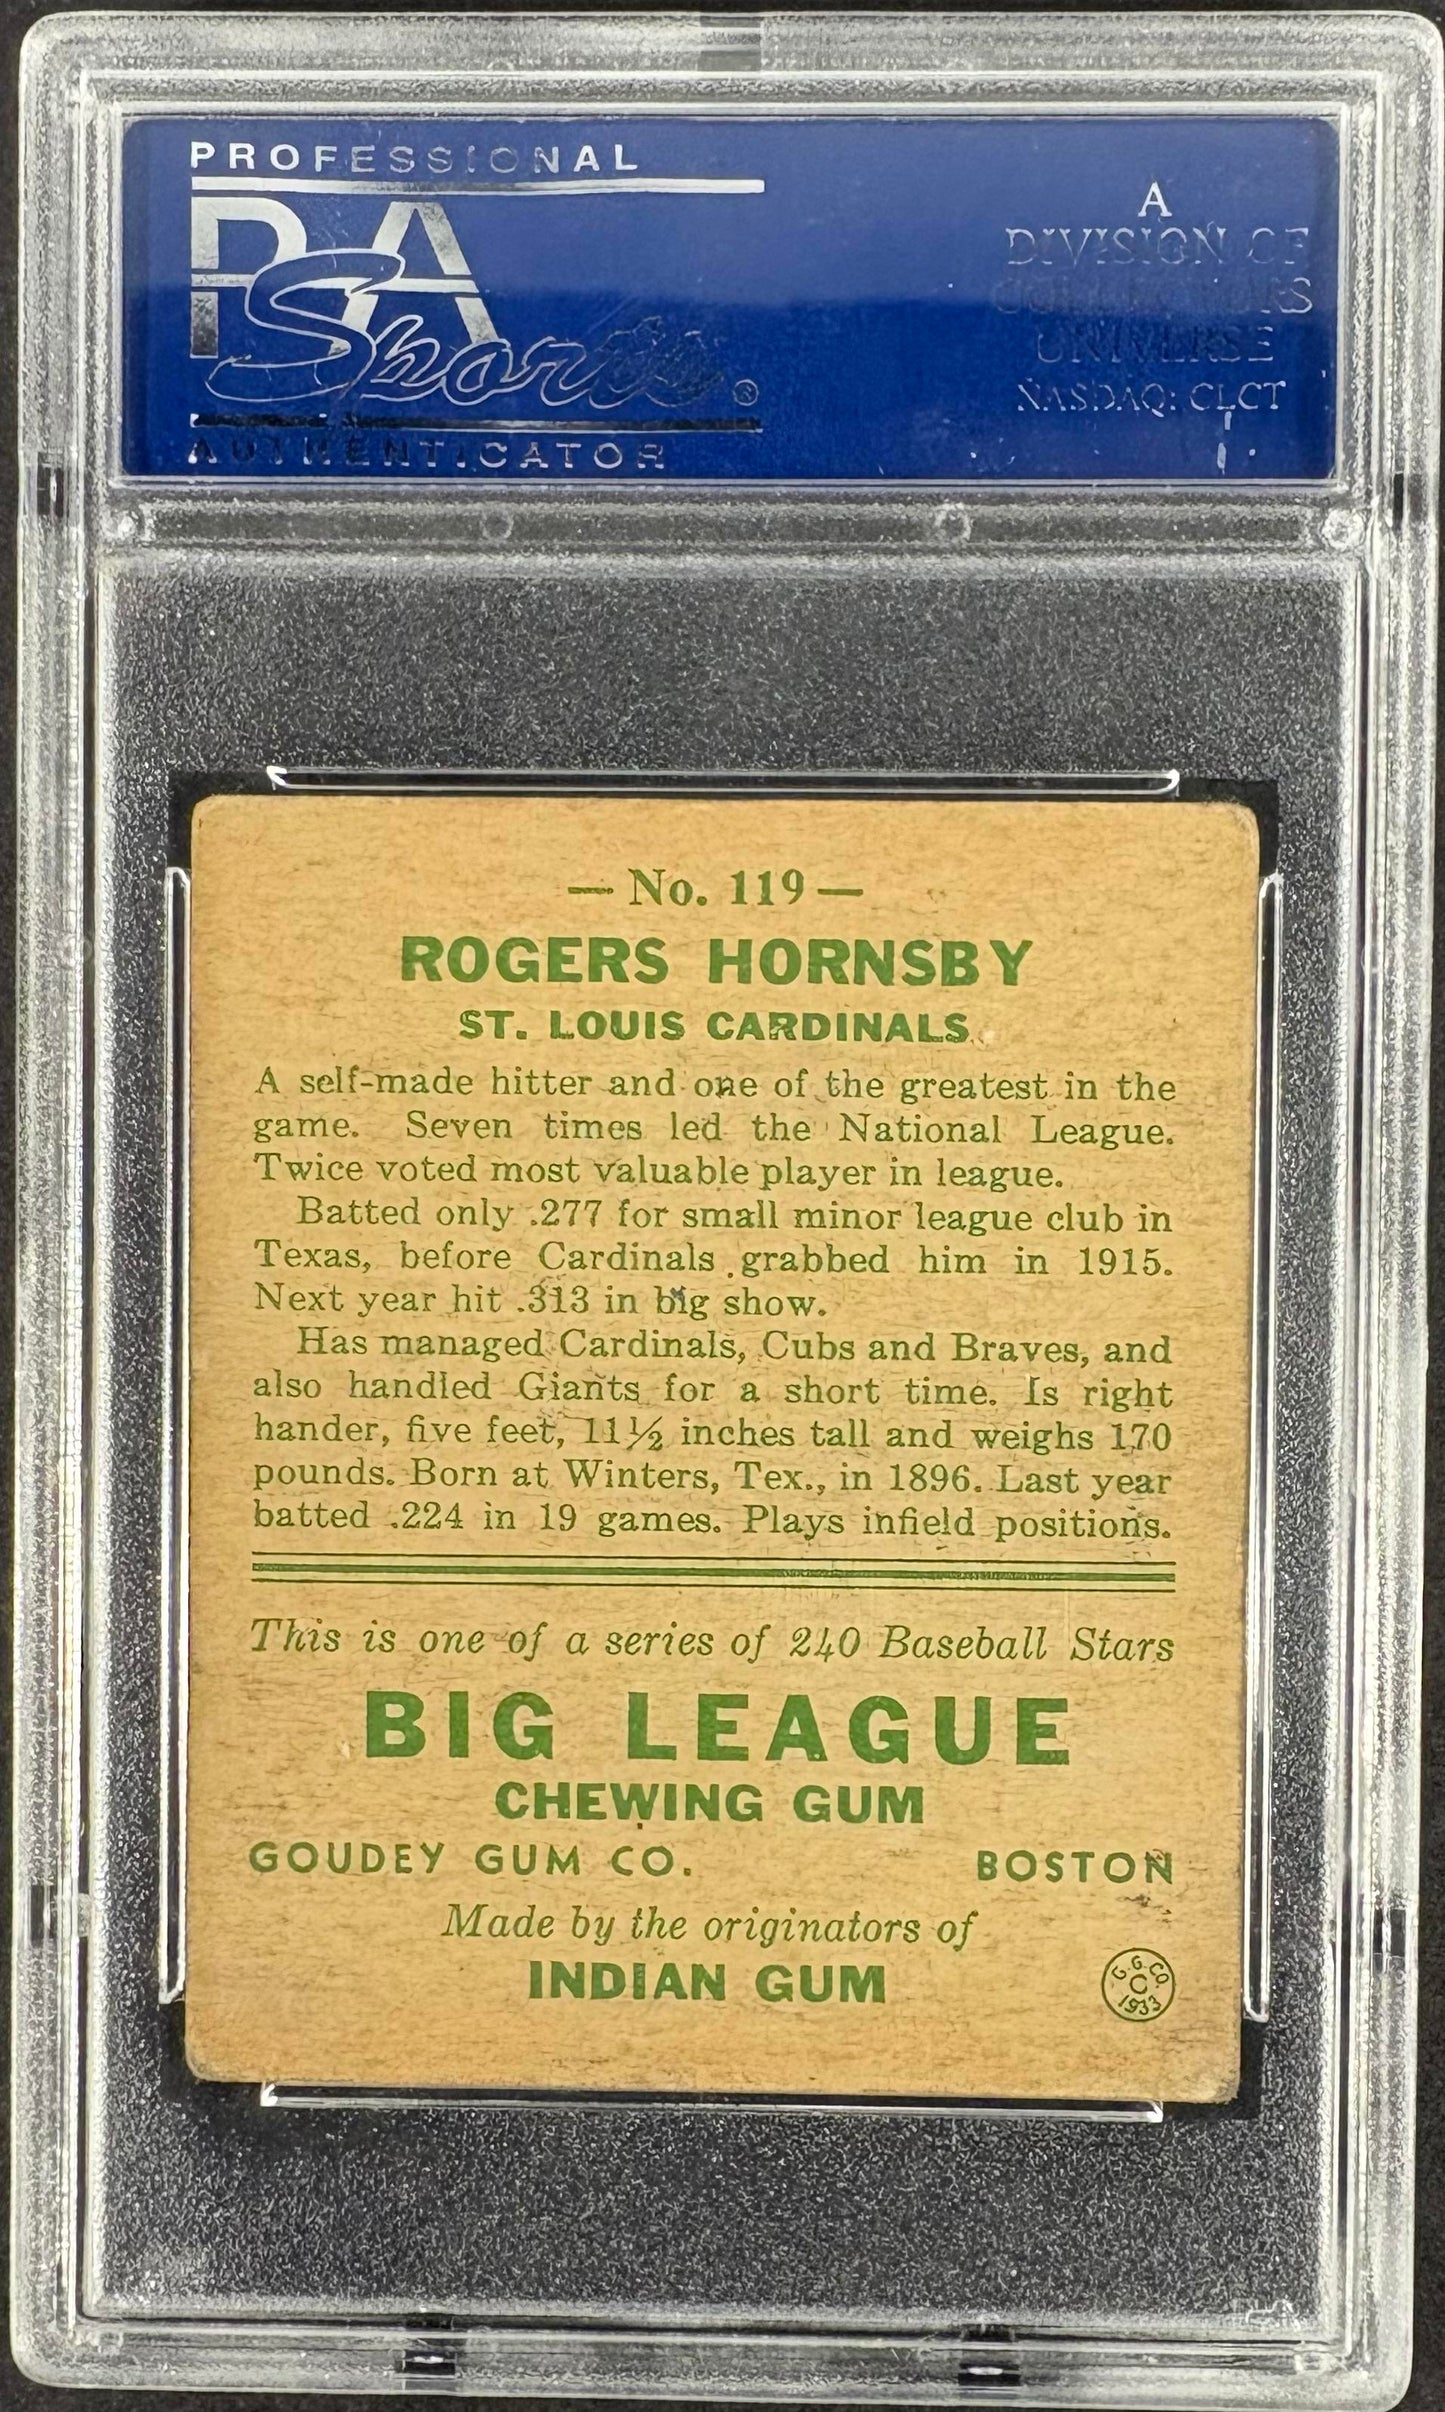 PROFESSIONAL
PSA
Sports ®
AUTHENTICATOR
A
DIVISION OF
COLLECTORS
UNIVERSE
NASDAQ: CLCT
— No. 119 —
ROGERS HORNSBY
ST. LOUIS CARDINALS
A self-made hitter and one of the greatest in the
game. Seven times led the National League.
Twice voted most valuable player in league.
Batted only .277 for small minor league club in
Texas, before Cardinals grabbed him in 1915.
Next year hit .313 in big show.
Has managed Cardinals, Cubs and Braves, and
also handled Giants for a short time. Is right
hander, five feet, 11½ inches tall and weighs 170
pounds. Born at Winters, Tex., in 1896. Last year
batted .224 in 19 games. Plays infield positions.
This is one of a series of 240 Baseball Stars
BIG LEAGUE
CHEWING GUM
GOUDEY GUM CO. BOSTON
Made by the originators of
INDIAN GUM
G. G. CO.
C
1933